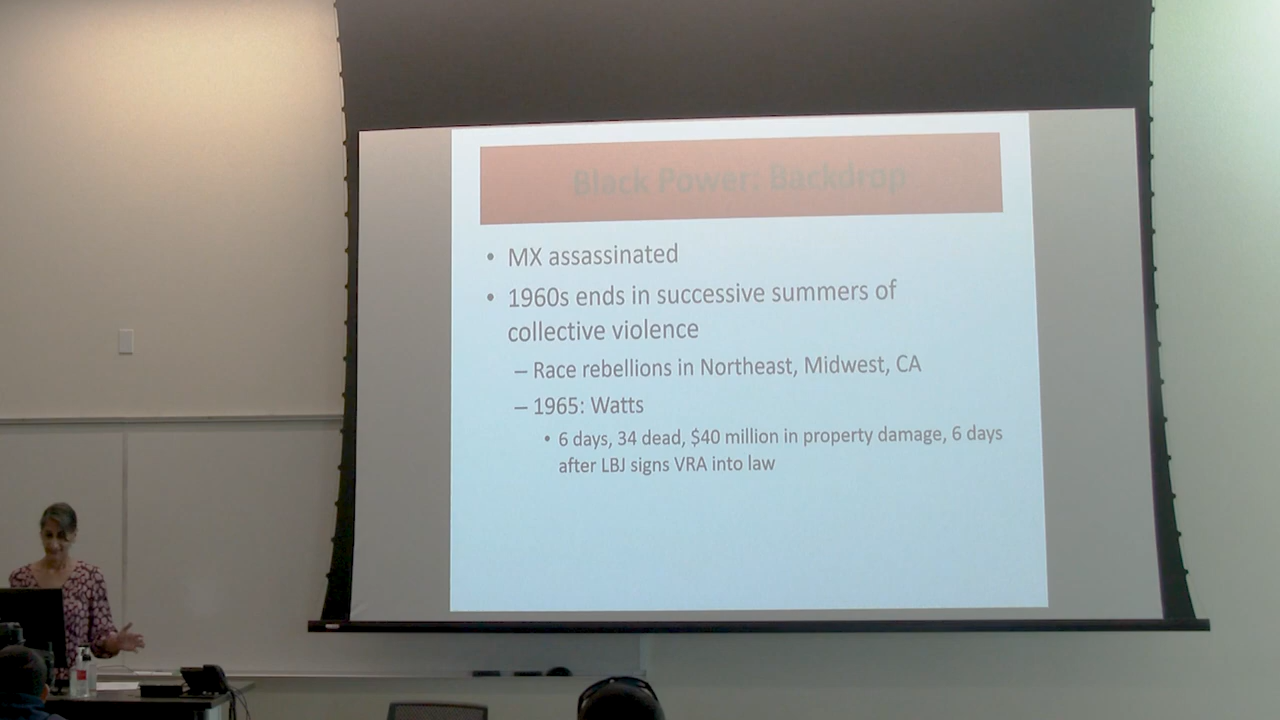 Black Power: Backdrop
• MX assassinated
• 1960s ends in successive summers of
collective violence
– Race rebellions in Northeast, Midwest, CA
– 1965: Watts
• 6 days, 34 dead, $40 million in property damage, 6 days
after LBJ signs VRA into law